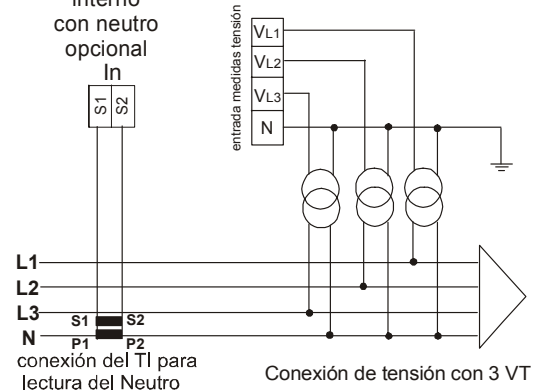 interno
con neutro
opcional
In
S1 S2
entrada medidas tensión
VL1
VL2
VL3
N
L1
L2
L3
N
S1 S2
P1 P2
conexión del TI para
lectura del Neutro
Conexión de tensión con 3 VT